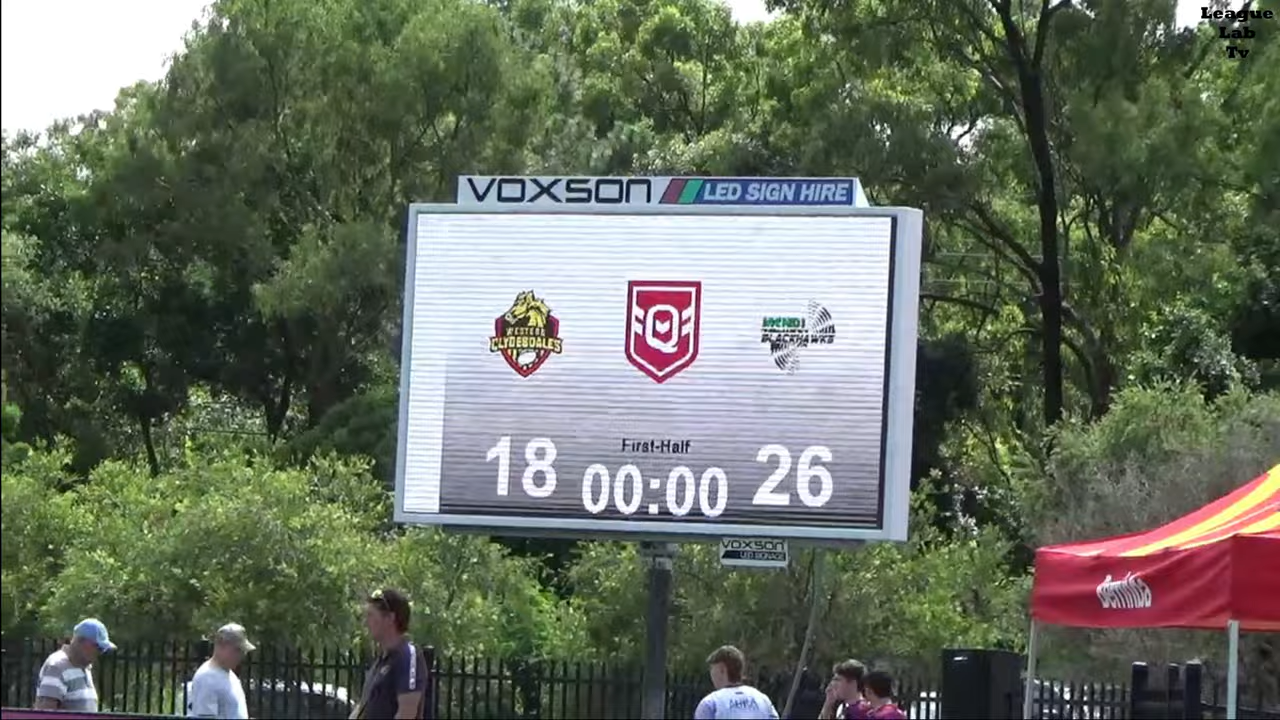 League
Lab
Tv
VOXSON LED SIGN HIRE
WESTERN
CLYDESDALES
Q
BLACKHAWKS
First-Half
18 00:00 26
VOXSON
LED SIGNAGE